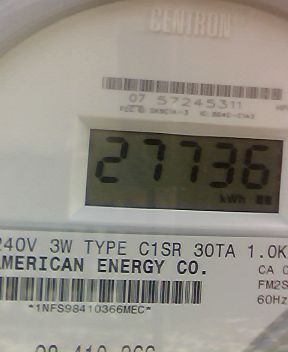 CENTRON
07 57245311
27736
kWh
240V 3W TYPE C1SR 30TA 1.0K
AMERICAN ENERGY CO.
CA 0
FM2S
60Hz
*1NFS98410366MEC*